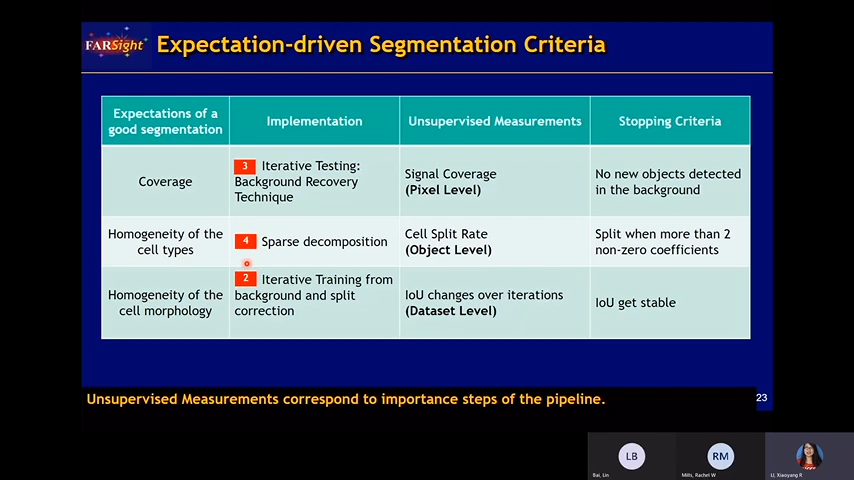 FARSight
Expectation-driven Segmentation Criteria
Expectations of a
good segmentation
Implementation
Unsupervised Measurements
Stopping Criteria
Coverage
3 Iterative Testing:
Background Recovery
Technique
Signal Coverage
(Pixel Level)
No new objects detected
in the background
Homogeneity of the
cell types
4 Sparse decomposition
Cell Split Rate
(Object Level)
Split when more than 2
non-zero coefficients
Homogeneity of the
cell morphology
2 Iterative Training from
background and split
correction
IoU changes over iterations
(Dataset Level)
IoU get stable
Unsupervised Measurements correspond to importance steps of the pipeline.
23
LB
Bai, Lin
RM
Mills, Rachel W
LI, Xiaoyang R